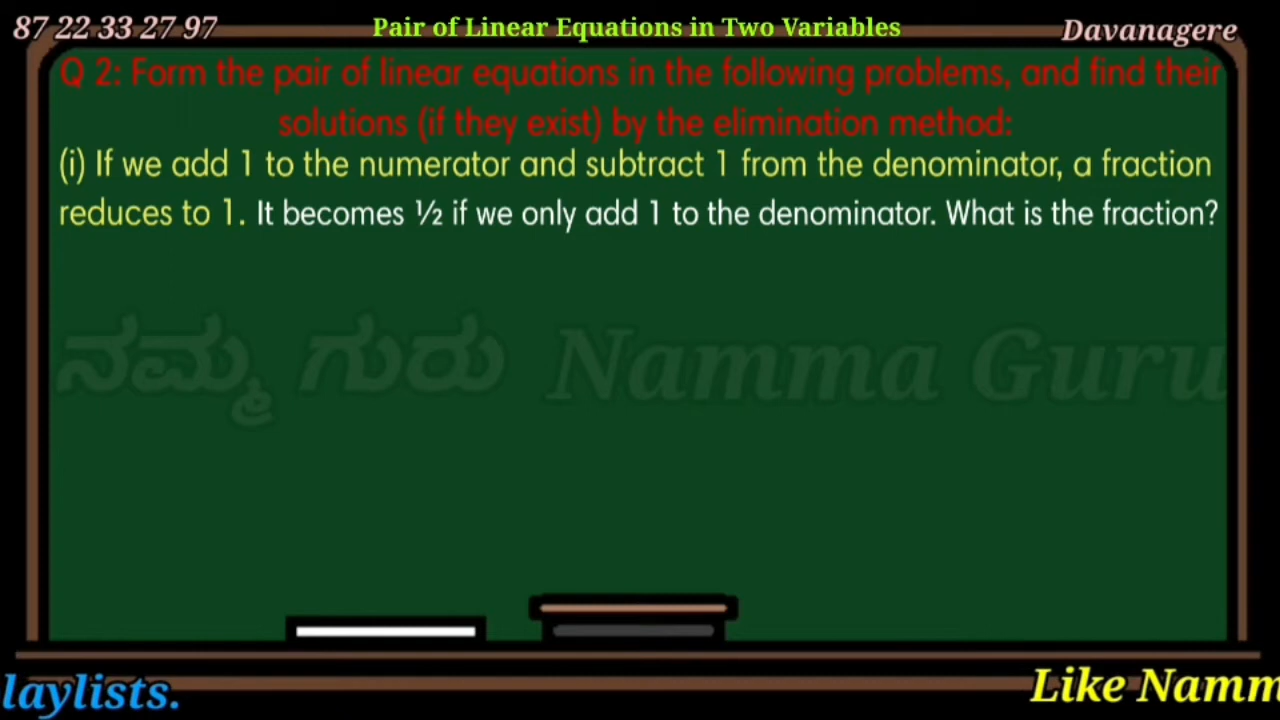 87 22 33 27 97
Pair of Linear Equations in Two Variables
Davanagere
Q 2: Form the pair of linear equations in the following problems, and find their
solutions (if they exist) by the elimination method:
(i) If we add 1 to the numerator and subtract 1 from the denominator, a fraction
reduces to 1. It becomes ½ if we only add 1 to the denominator. What is the fraction?
ನಮ್ಮ ಗುರು Namma Guru
laylists.
Like Namm